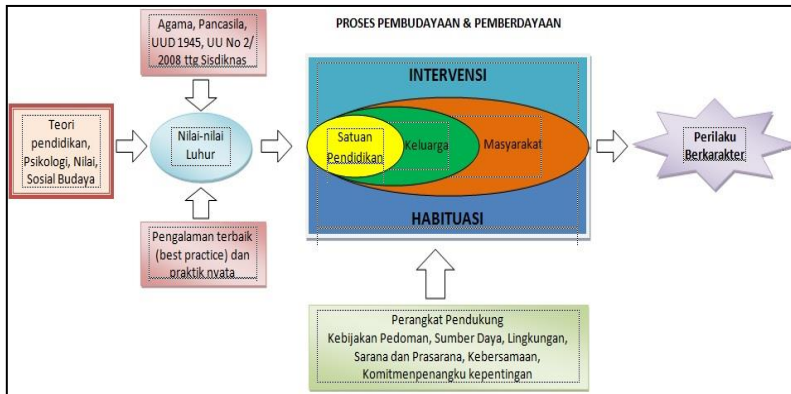 Agama, Pancasila,
UUD 1945, UU No 2/
2008 ttg Sisdiknas
PROSES PEMBUDAYAAN & PEMBERDAYAAN
Teori
pendidikan,
Psikologi, Nilai,
Sosial Budaya
Nilai-nilai
Luhur
Pengalaman terbaik
(best practice) dan
praktik nyata
INTERVENSI
Satuan
Pendidikan
Keluarga
Masyarakat
HABITUASI
Perilaku
Berkarakter
Perangkat Pendukung
Kebijakan Pedoman, Sumber Daya, Lingkungan,
Sarana dan Prasarana, Kebersamaan,
Komitmenpenangku kepentingan